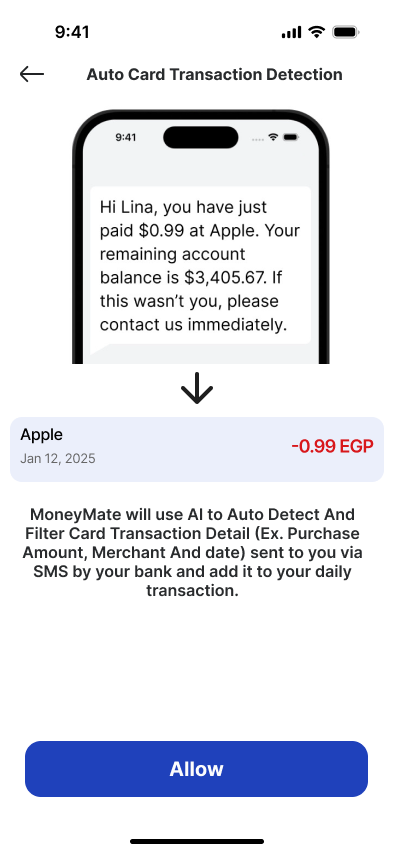 9:41
Auto Card Transaction Detection
9:41
Hi Lina, you have just
paid $0.99 at Apple. Your
remaining account
balance is $3,405.67. If
this wasn't you, please
contact us immediately.
Apple
-0.99 EGP
Jan 12, 2025
MoneyMate will use AI to Auto Detect And
Filter Card Transaction Detail (Ex. Purchase
Amount, Merchant And date) sent to you via
SMS by your bank and add it to your daily
transaction.
Allow